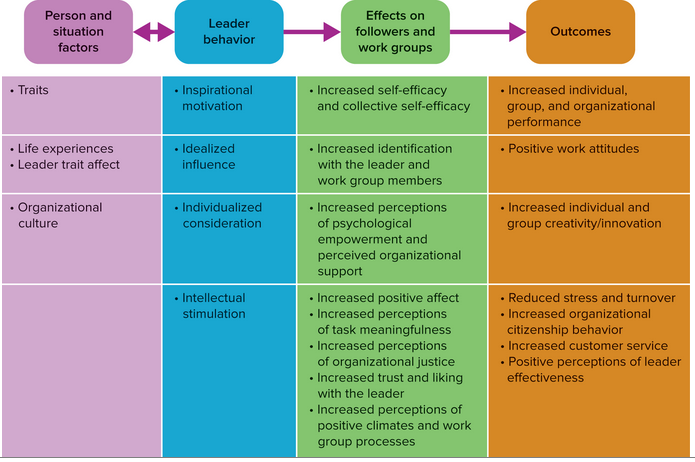 Person and
situation
factors
Leader
behavior
Effects on
followers and
work groups
Outcomes
• Traits
• Inspirational
motivation
• Increased self-efficacy
and collective self-efficacy
• Increased individual,
group, and organizational
performance
• Life experiences
• Leader trait affect
• Idealized
influence
• Increased identification
with the leader and
work group members
• Positive work attitudes
• Organizational
culture
• Individualized
consideration
• Increased perceptions
of psychological
empowerment and
perceived organizational
support
• Increased individual and
group creativity/innovation
• Intellectual
stimulation
• Increased positive affect
• Increased perceptions
of task meaningfulness
• Increased perceptions
of organizational justice
• Increased trust and liking
with the leader
• Increased perceptions of
positive climates and work
group processes
• Reduced stress and turnover
• Increased organizational
citizenship behavior
• Increased customer service
• Positive perceptions of leader
effectiveness